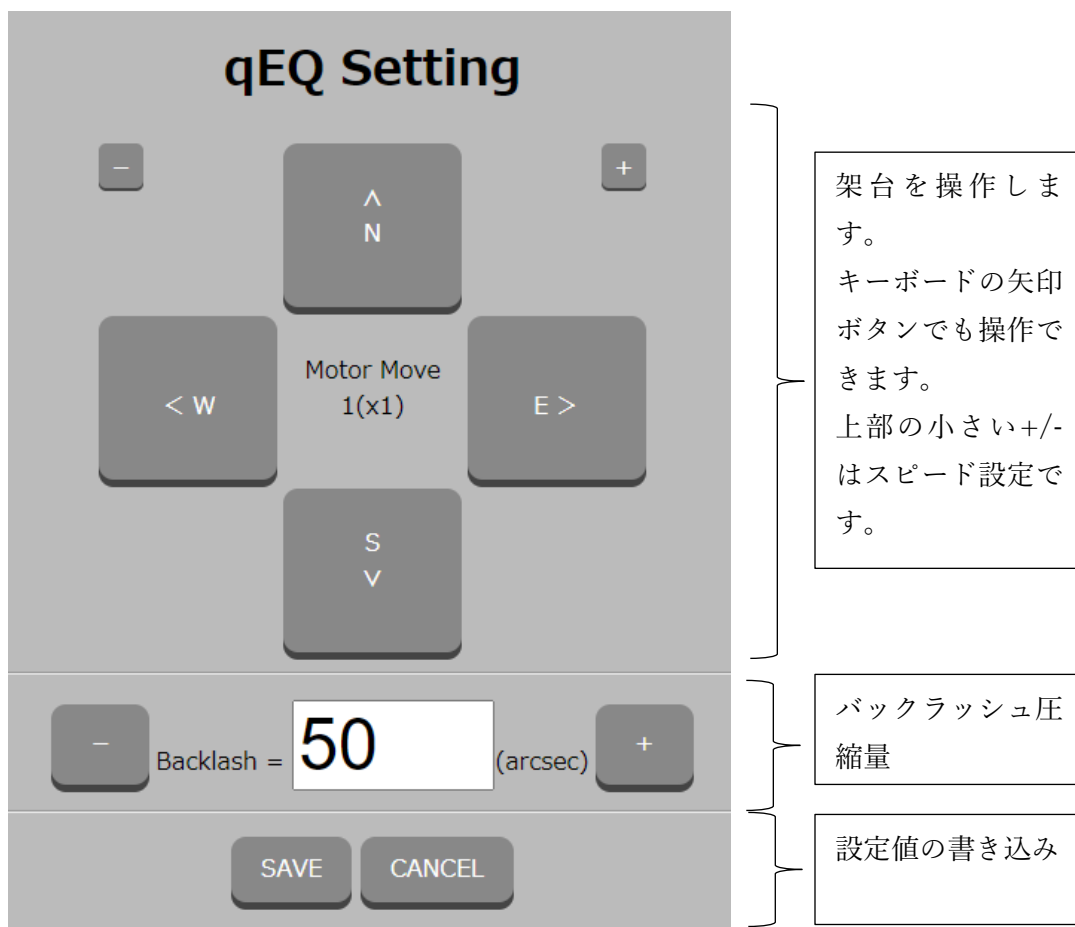 qEQ Setting
−
+
∧
N
< W
Motor Move
1(x1)
E >
S
∨
架台を操作しま
す。
キーボードの矢印
ボタンでも操作で
きます。
上部の小さい+/-
はスピード設定で
す。
−
Backlash =
50
(arcsec)
+
バックラッシュ圧
縮量
SAVE
CANCEL
設定値の書き込み